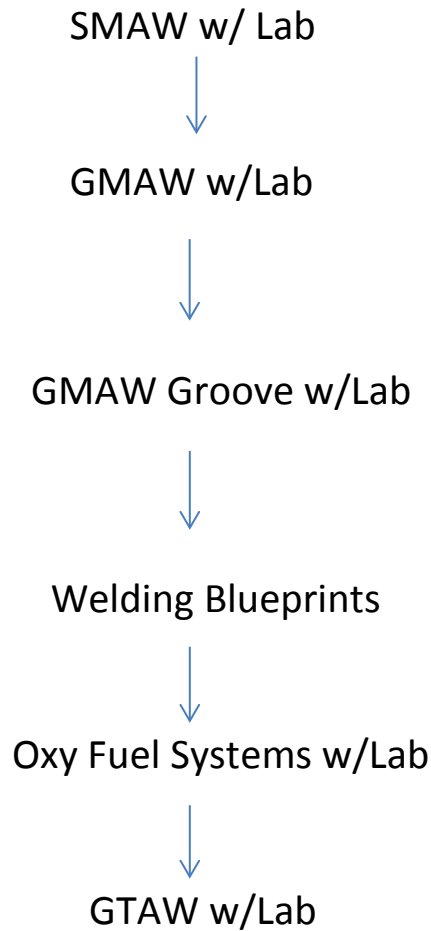 SMAW w/ Lab
GMAW w/Lab
GMAW Groove w/Lab
Welding Blueprints
Oxy Fuel Systems w/Lab
GTAW w/Lab